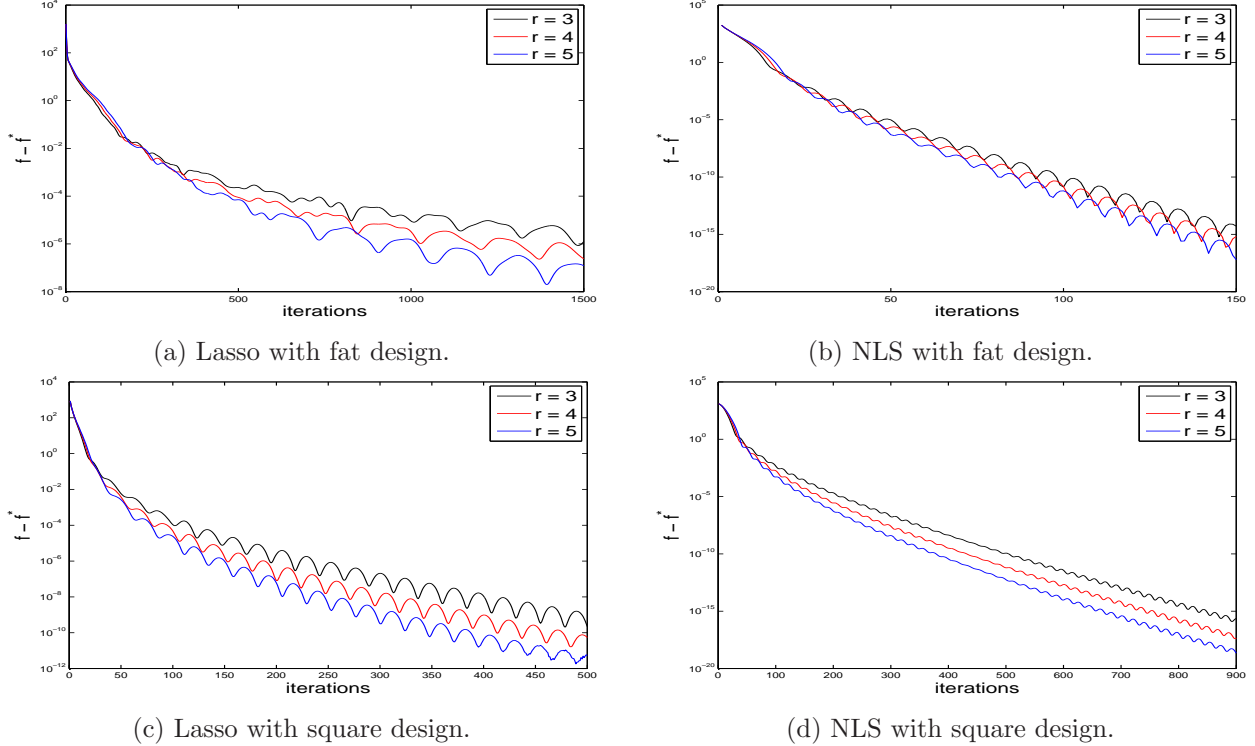 10^4
10^2
10^0
10^-2
10^-4
10^-6
10^-8
f − f*
0 500 1000 1500
iterations
r = 3
r = 4
r = 5
(a) Lasso with fat design.
10^5
10^0
10^-5
10^-10
10^-15
10^-20
f − f*
0 50 100 150
iterations
r = 3
r = 4
r = 5
(b) NLS with fat design.
10^4
10^2
10^0
10^-2
10^-4
10^-6
10^-8
10^-10
10^-12
f − f*
0 50 100 150 200 250 300 350 400 450 500
iterations
r = 3
r = 4
r = 5
(c) Lasso with square design.
10^5
10^0
10^-5
10^-10
10^-15
10^-20
f − f*
0 100 200 300 400 500 600 700 800 900
iterations
r = 3
r = 4
r = 5
(d) NLS with square design.